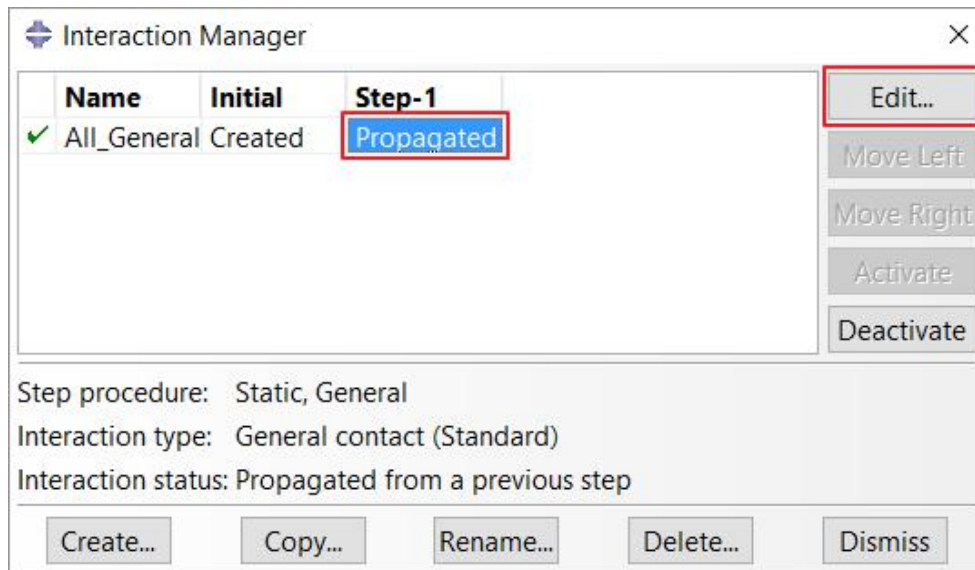 Interaction Manager
Name Initial Step-1
All_General Created Propagated
Edit...
Move Left
Move Right
Activate
Deactivate
Step procedure: Static, General
Interaction type: General contact (Standard)
Interaction status: Propagated from a previous step
Create... Copy... Rename... Delete... Dismiss